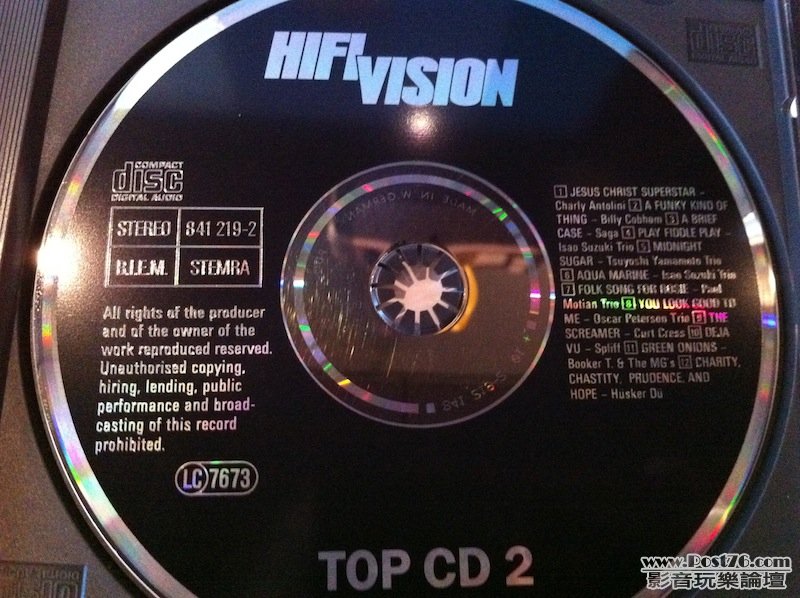 HIFI
VISION
COMPACT
disc
DIGITAL AUDIO
STEREO 841 219-2
B.I.E.M. STEMRA
All rights of the producer
and of the owner of the
work reproduced reserved.
Unauthorised copying,
hiring, lending, public
performance and broad-
casting of this record
prohibited.
LC 7673
MADE IN W. GERMANY
1 JESUS CHRIST SUPERSTAR –
Charly Antolini 2 A FUNKY KIND OF
THING – Billy Cobham 3 A BRIEF
CASE – Saga 4 PLAY FIDDLE PLAY –
Isao Suzuki Trio 5 MIDNIGHT
SUGAR – Tsuyoshi Yamamoto Trio
6 AQUA MARINE – Isao Suzuki Trio
7 FOLK SONG FOR ROSIE – Paul
Motian Trio 8 YOU LOOK GOOD TO
ME – Oscar Peterson Trio 9 THE
SCREAMER – Curt Cress 10 DEJA
VU – Spliff 11 GREEN ONIONS –
Booker T. & The MG's 12 CHARITY,
CHASTITY, PRUDENCE, AND
HOPE – Hüsker Dü
TOP CD 2
www.Post76.com
影音玩樂論壇